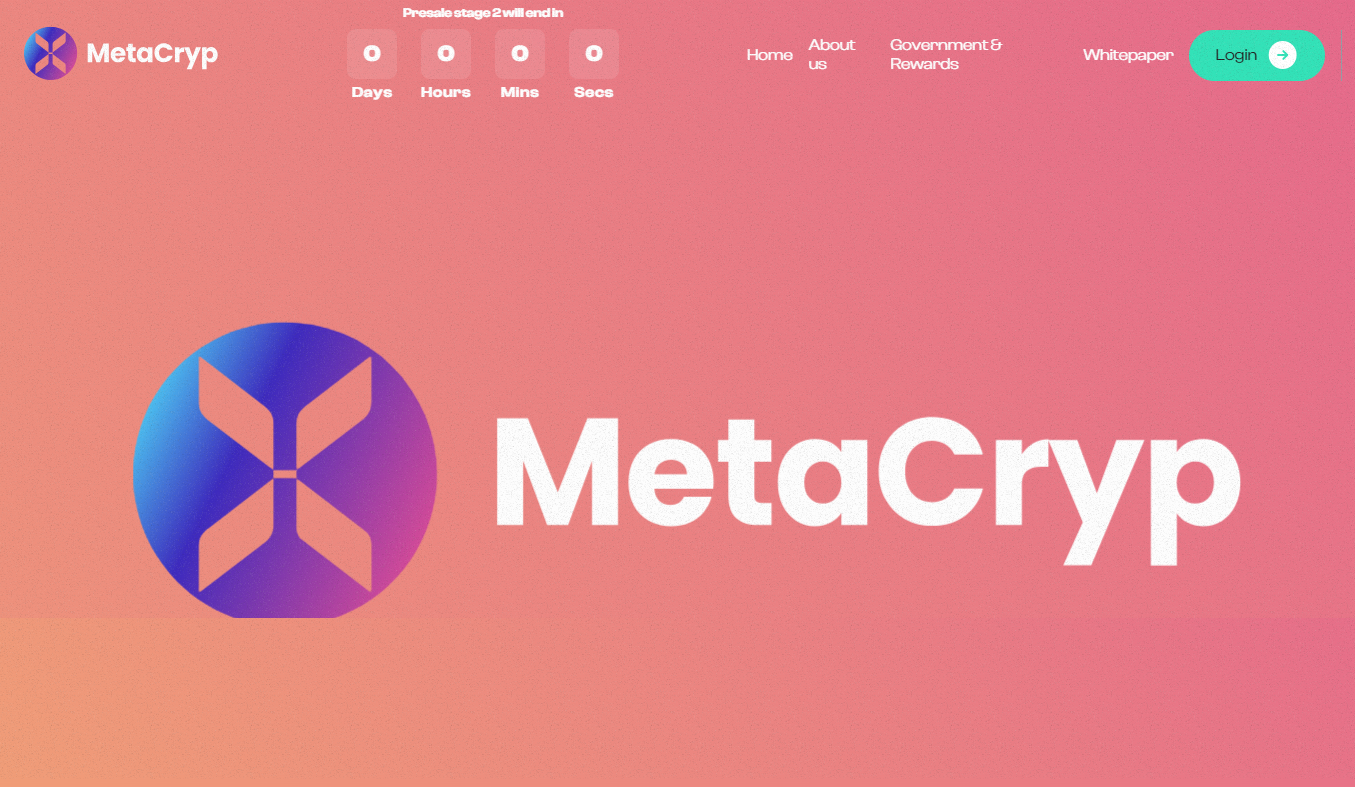 Presale stage 2 will end in
MetaCryp
0 0 0 0
Days Hours Mins Secs
Home
About
us
Government &
Rewards
Whitepaper
Login
MetaCryp